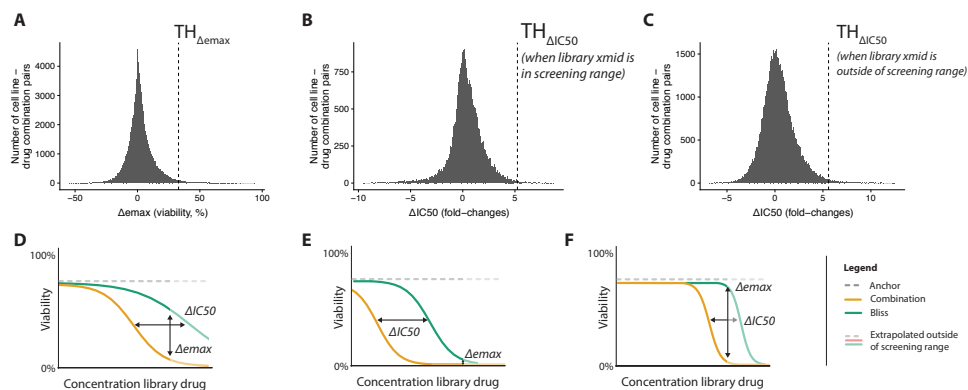 A
TH Δemax
Number of cell line –
drug combination pairs
4000
3000
2000
1000
0
−50
0
50
100
Δemax (viability, %)
B
TH ΔIC50
(when library xmid is
in screening range)
Number of cell line –
drug combination pairs
750
500
250
0
−10
−5
0
5
ΔIC50 (fold−changes)
C
TH ΔIC50
(when library xmid is
outside of screening range)
Number of cell line –
drug combination pairs
1500
1000
500
0
−5
0
5
10
ΔIC50 (fold−changes)
D
100%
Viability
0%
ΔIC50
Δemax
Concentration library drug
E
100%
Viability
0%
ΔIC50
Δemax
Concentration library drug
F
100%
Viability
0%
Δemax
ΔIC50
Concentration library drug
Legend
Anchor
Combination
Bliss
Extrapolated outside
of screening range